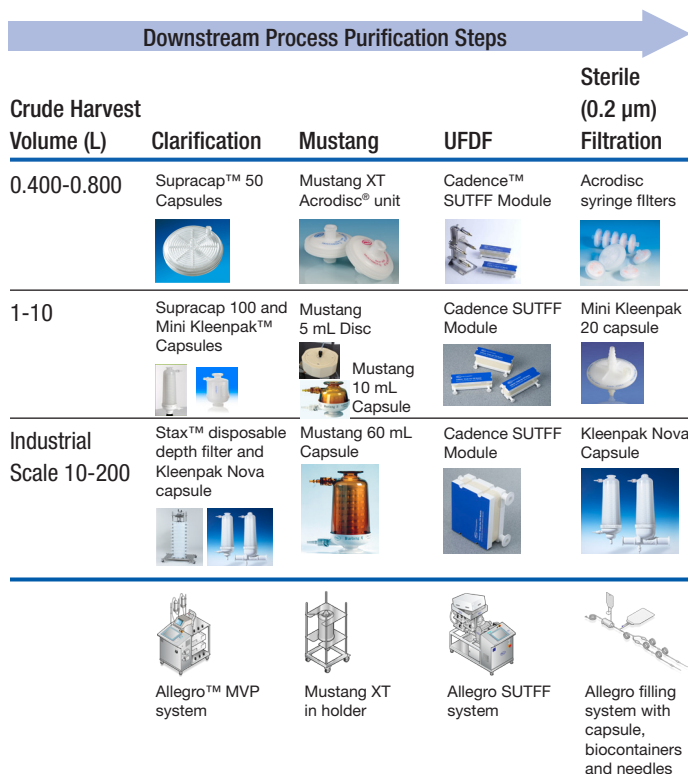 Downstream Process Purification Steps
Crude Harvest
Volume (L)
Clarification
Mustang
UFDF
Sterile
(0.2 µm)
Filtration
0.400-0.800
Supracap™ 50
Capsules
Mustang XT
Acrodisc® unit
Cadence™
SUTFF Module
Acrodisc
syringe filters
1-10
Supracap 100 and
Mini Kleenpak™
Capsules
Mustang
5 mL Disc
Mustang
10 mL
Capsule
Cadence SUTFF
Module
Mini Kleenpak
20 capsule
Industrial
Scale 10-200
Stax™ disposable
depth filter and
Kleenpak Nova
capsule
Mustang 60 mL
Capsule
Cadence SUTFF
Module
Kleenpak Nova
Capsule
Allegro™ MVP
system
Mustang XT
in holder
Allegro SUTFF
system
Allegro filling
system with
capsule,
biocontainers
and needles